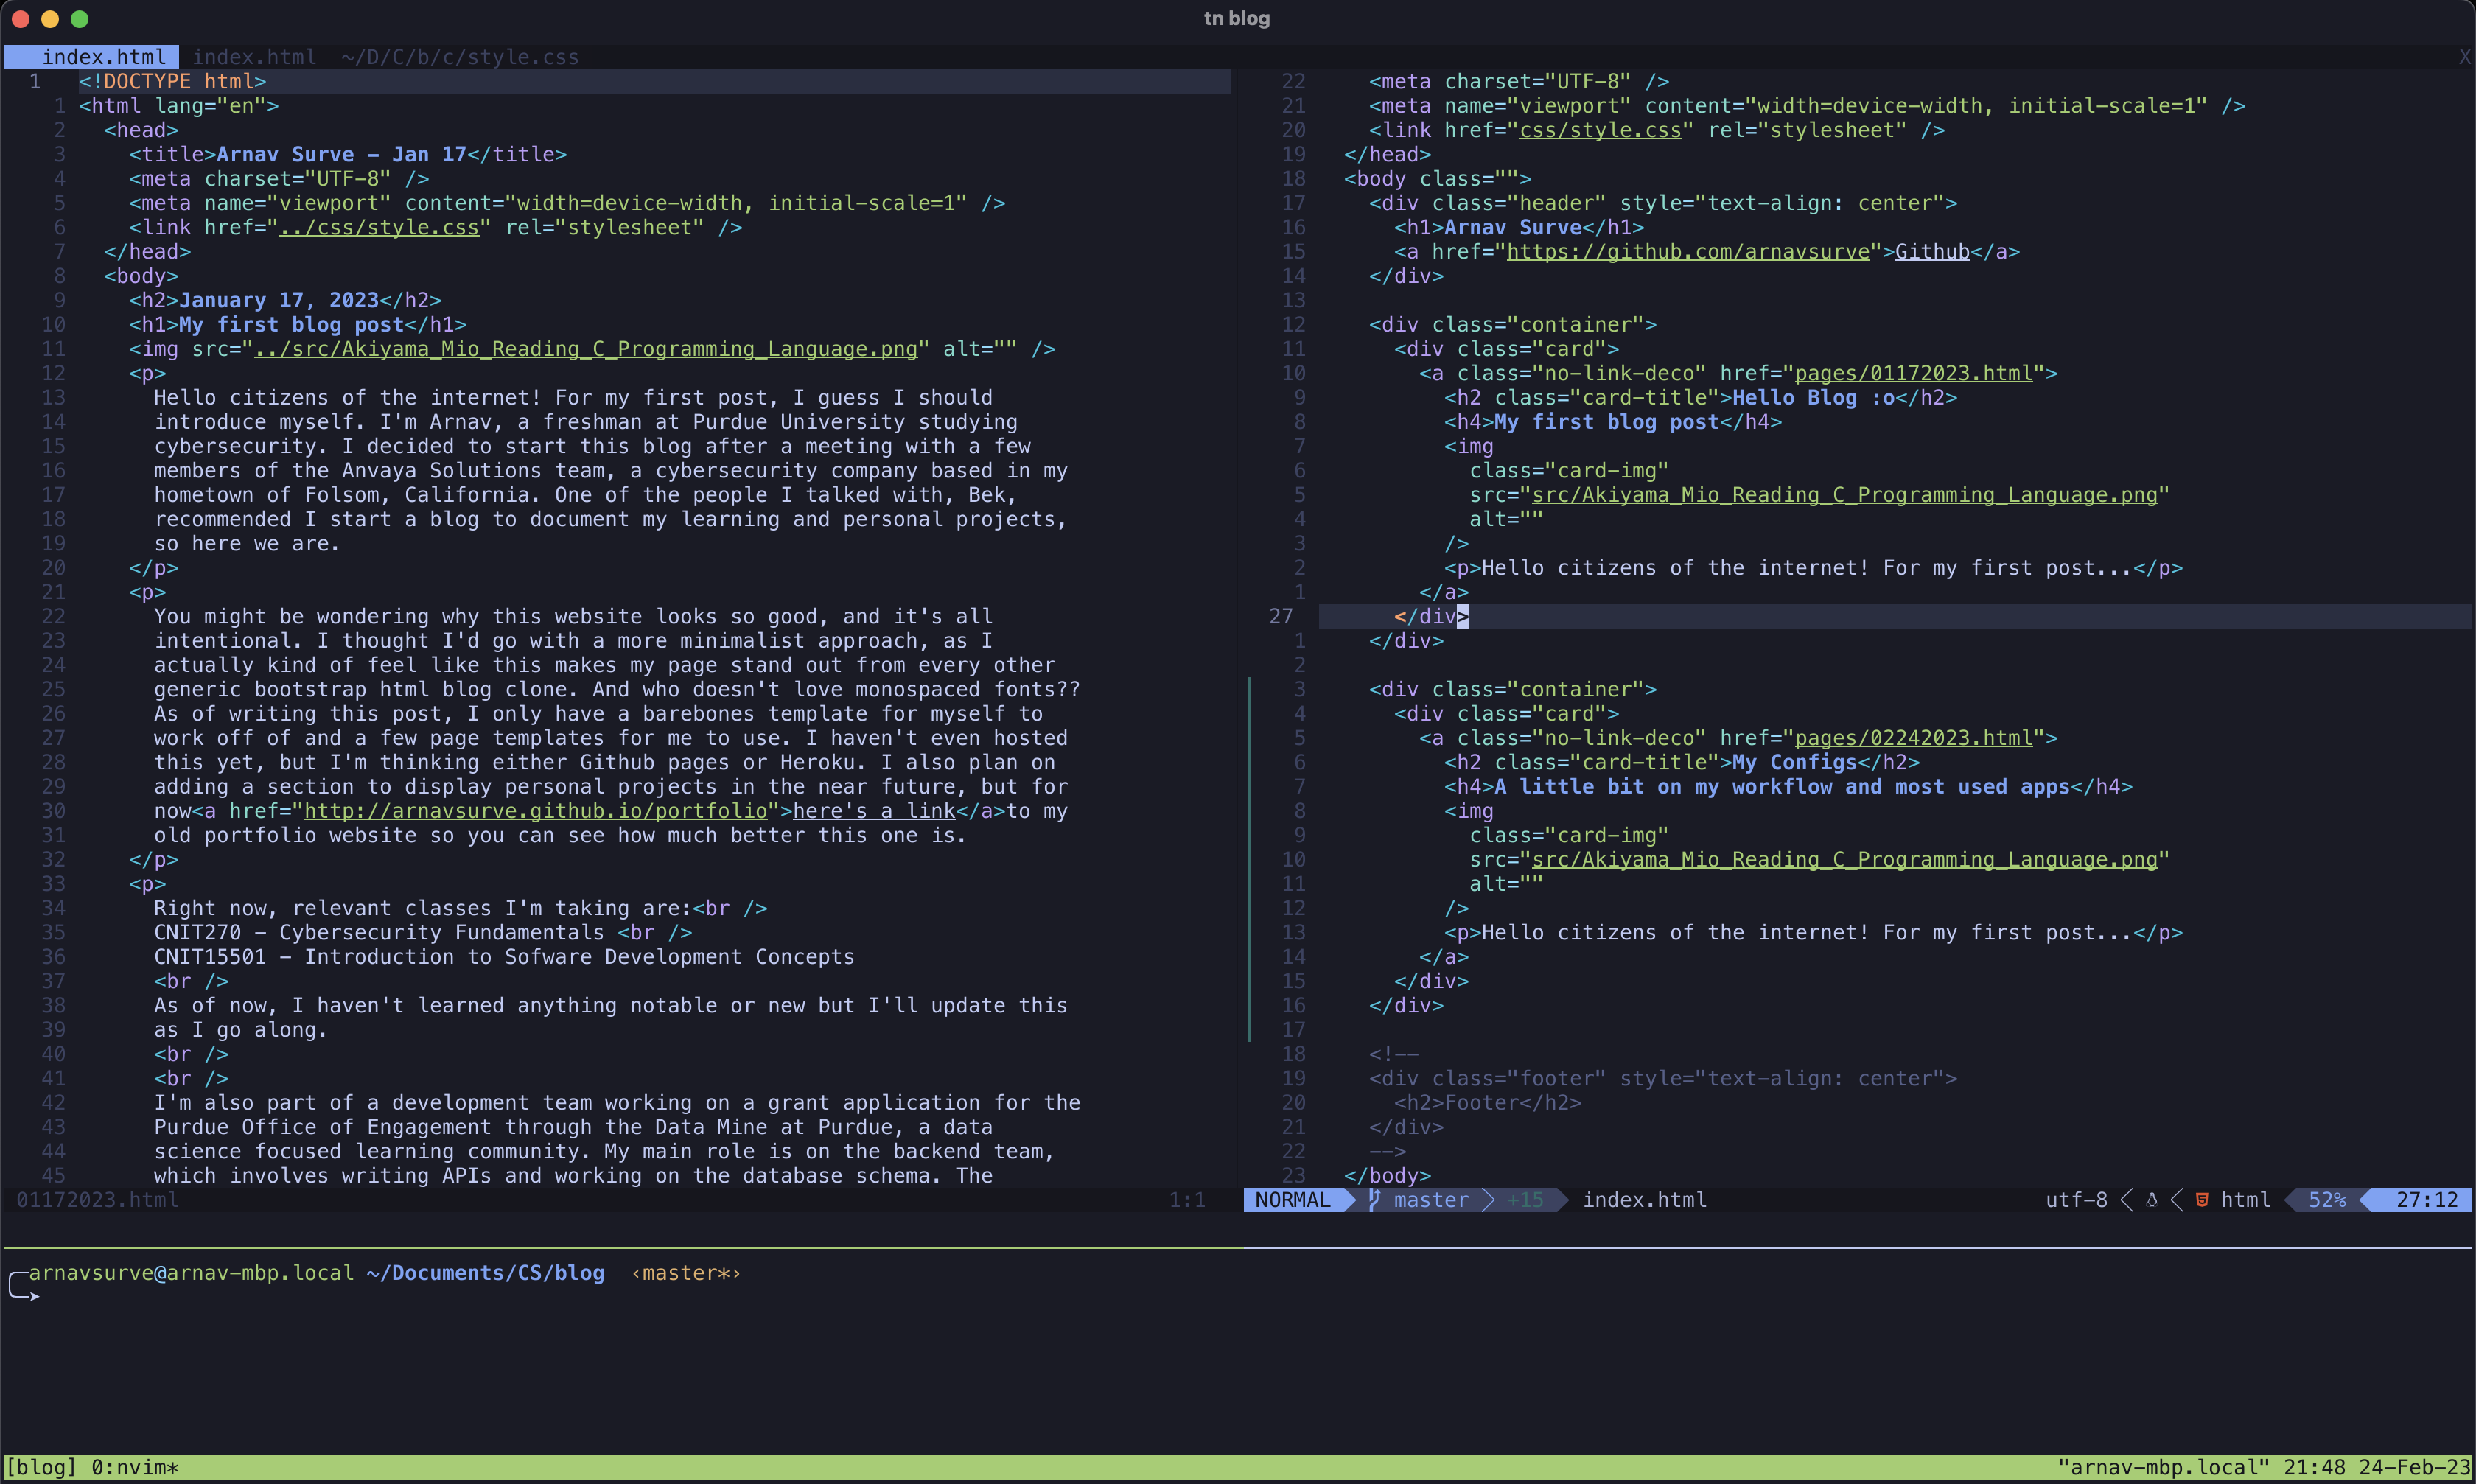 tn blog
index.html index.html ~/D/C/b/c/style.css X
1 <!DOCTYPE html>
1 <html lang="en">
2 <head>
3 <title>Arnav Surve - Jan 17</title>
4 <meta charset="UTF-8" />
5 <meta name="viewport" content="width=device-width, initial-scale=1" />
6 <link href="../css/style.css" rel="stylesheet" />
7 </head>
8 <body>
9 <h2>January 17, 2023</h2>
10 <h1>My first blog post</h1>
11 <img src="../src/Akiyama_Mio_Reading_C_Programming_Language.png" alt="" />
12 <p>
13 Hello citizens of the internet! For my first post, I guess I should
14 introduce myself. I'm Arnav, a freshman at Purdue University studying
15 cybersecurity. I decided to start this blog after a meeting with a few
16 members of the Anvaya Solutions team, a cybersecurity company based in my
17 hometown of Folsom, California. One of the people I talked with, Bek,
18 recommended I start a blog to document my learning and personal projects,
19 so here we are.
20 </p>
21 <p>
22 You might be wondering why this website looks so good, and it's all
23 intentional. I thought I'd go with a more minimalist approach, as I
24 actually kind of feel like this makes my page stand out from every other
25 generic bootstrap html blog clone. And who doesn't love monospaced fonts??
26 As of writing this post, I only have a barebones template for myself to
27 work off of and a few page templates for me to use. I haven't even hosted
28 this yet, but I'm thinking either Github pages or Heroku. I also plan on
29 adding a section to display personal projects in the near future, but for
30 now<a href="http://arnavsurve.github.io/portfolio">here's a link</a>to my
31 old portfolio website so you can see how much better this one is.
32 </p>
33 <p>
34 Right now, relevant classes I'm taking are:<br />
35 CNIT270 - Cybersecurity Fundamentals <br />
36 CNIT15501 - Introduction to Sofware Development Concepts
37 <br />
38 As of now, I haven't learned anything notable or new but I'll update this
39 as I go along.
40 <br />
41 <br />
42 I'm also part of a development team working on a grant application for the
43 Purdue Office of Engagement through the Data Mine at Purdue, a data
44 science focused learning community. My main role is on the backend team,
45 which involves writing APIs and working on the database schema. The
01172023.html 1:1
22 <meta charset="UTF-8" />
21 <meta name="viewport" content="width=device-width, initial-scale=1" />
20 <link href="css/style.css" rel="stylesheet" />
19 </head>
18 <body class="">
17 <div class="header" style="text-align: center">
16 <h1>Arnav Surve</h1>
15 <a href="https://github.com/arnavsurve">Github</a>
14 </div>
13
12 <div class="container">
11 <div class="card">
10 <a class="no-link-deco" href="pages/01172023.html">
9 <h2 class="card-title">Hello Blog :o</h2>
8 <h4>My first blog post</h4>
7 <img
6 class="card-img"
5 src="src/Akiyama_Mio_Reading_C_Programming_Language.png"
4 alt=""
3 />
2 <p>Hello citizens of the internet! For my first post...</p>
1 </a>
27 </div>
1 </div>
2
3 <div class="container">
4 <div class="card">
5 <a class="no-link-deco" href="pages/02242023.html">
6 <h2 class="card-title">My Configs</h2>
7 <h4>A little bit on my workflow and most used apps</h4>
8 <img
9 class="card-img"
10 src="src/Akiyama_Mio_Reading_C_Programming_Language.png"
11 alt=""
12 />
13 <p>Hello citizens of the internet! For my first post...</p>
14 </a>
15 </div>
16 </div>
17
18 <!--
19 <div class="footer" style="text-align: center">
20 <h2>Footer</h2>
21 </div>
22 -->
23 </body>
NORMAL master +15 index.html utf-8 html 52% 27:12
arnavsurve@arnav-mbp.local ~/Documents/CS/blog ‹master*›
[blog] 0:nvim* "arnav-mbp.local" 21:48 24-Feb-23